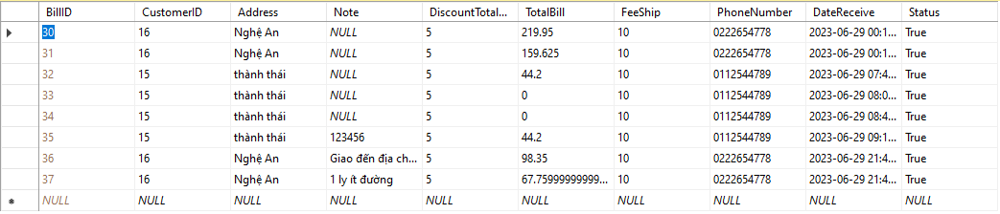 BillID CustomerID Address Note DiscountTotal... TotalBill FeeShip PhoneNumber DateReceive Status
30 16 Nghệ An NULL 5 219.95 10 0222654778 2023-06-29 00:1... True
31 16 Nghệ An NULL 5 159.625 10 0222654778 2023-06-29 00:1... True
32 15 thành thái NULL 5 44.2 10 0112544789 2023-06-29 07:4... True
33 15 thành thái NULL 5 0 10 0112544789 2023-06-29 08:0... True
34 15 thành thái NULL 5 0 10 0112544789 2023-06-29 08:4... True
35 15 thành thái 123456 5 44.2 10 0112544789 2023-06-29 09:1... True
36 16 Nghệ An Giao đến địa ch... 5 98.35 10 0222654778 2023-06-29 21:4... True
37 16 Nghệ An 1 ly ít đường 5 67.75999999999... 10 0222654778 2023-06-29 21:4... True
NULL NULL NULL NULL NULL NULL NULL NULL NULL NULL